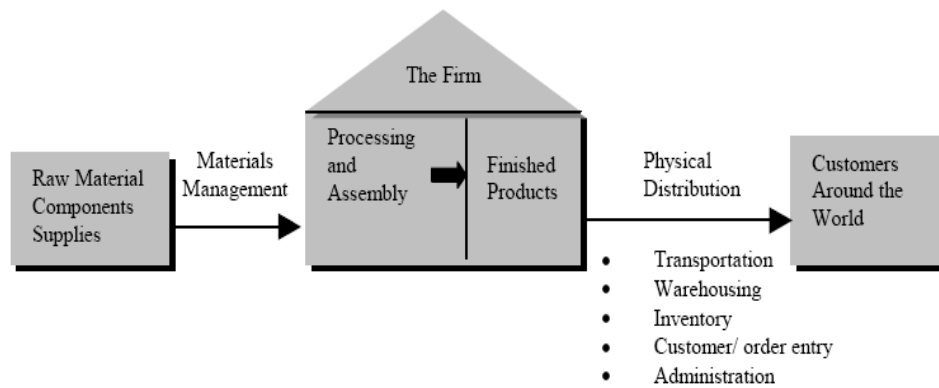 The Firm
Raw Material
Components
Supplies
Materials
Management
Processing
and
Assembly
Finished
Products
Physical
Distribution
• Transportation
• Warehousing
• Inventory
• Customer/ order entry
• Administration
Customers
Around the
World